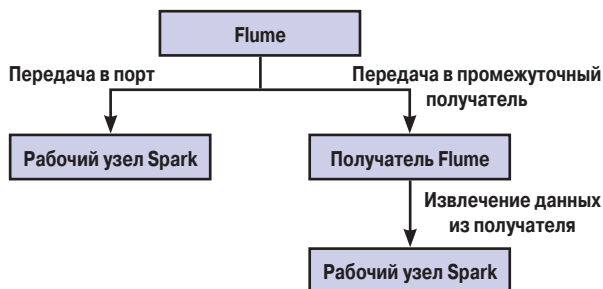 Flume
Передача в порт
Передача в промежуточный
получатель
Рабочий узел Spark
Получатель Flume
Извлечение данных
из получателя
Рабочий узел Spark